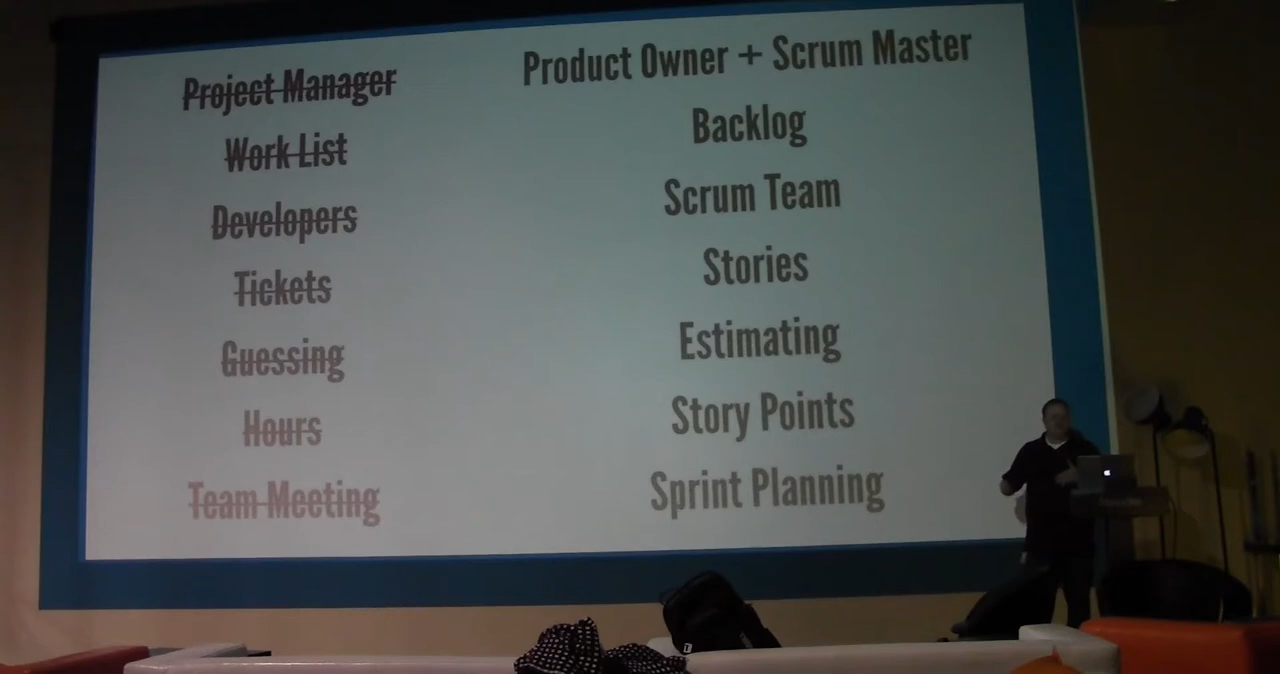 Project Manager Product Owner + Scrum Master
Work List Backlog
Developers Scrum Team
Tickets Stories
Guessing Estimating
Hours Story Points
Team Meeting Sprint Planning